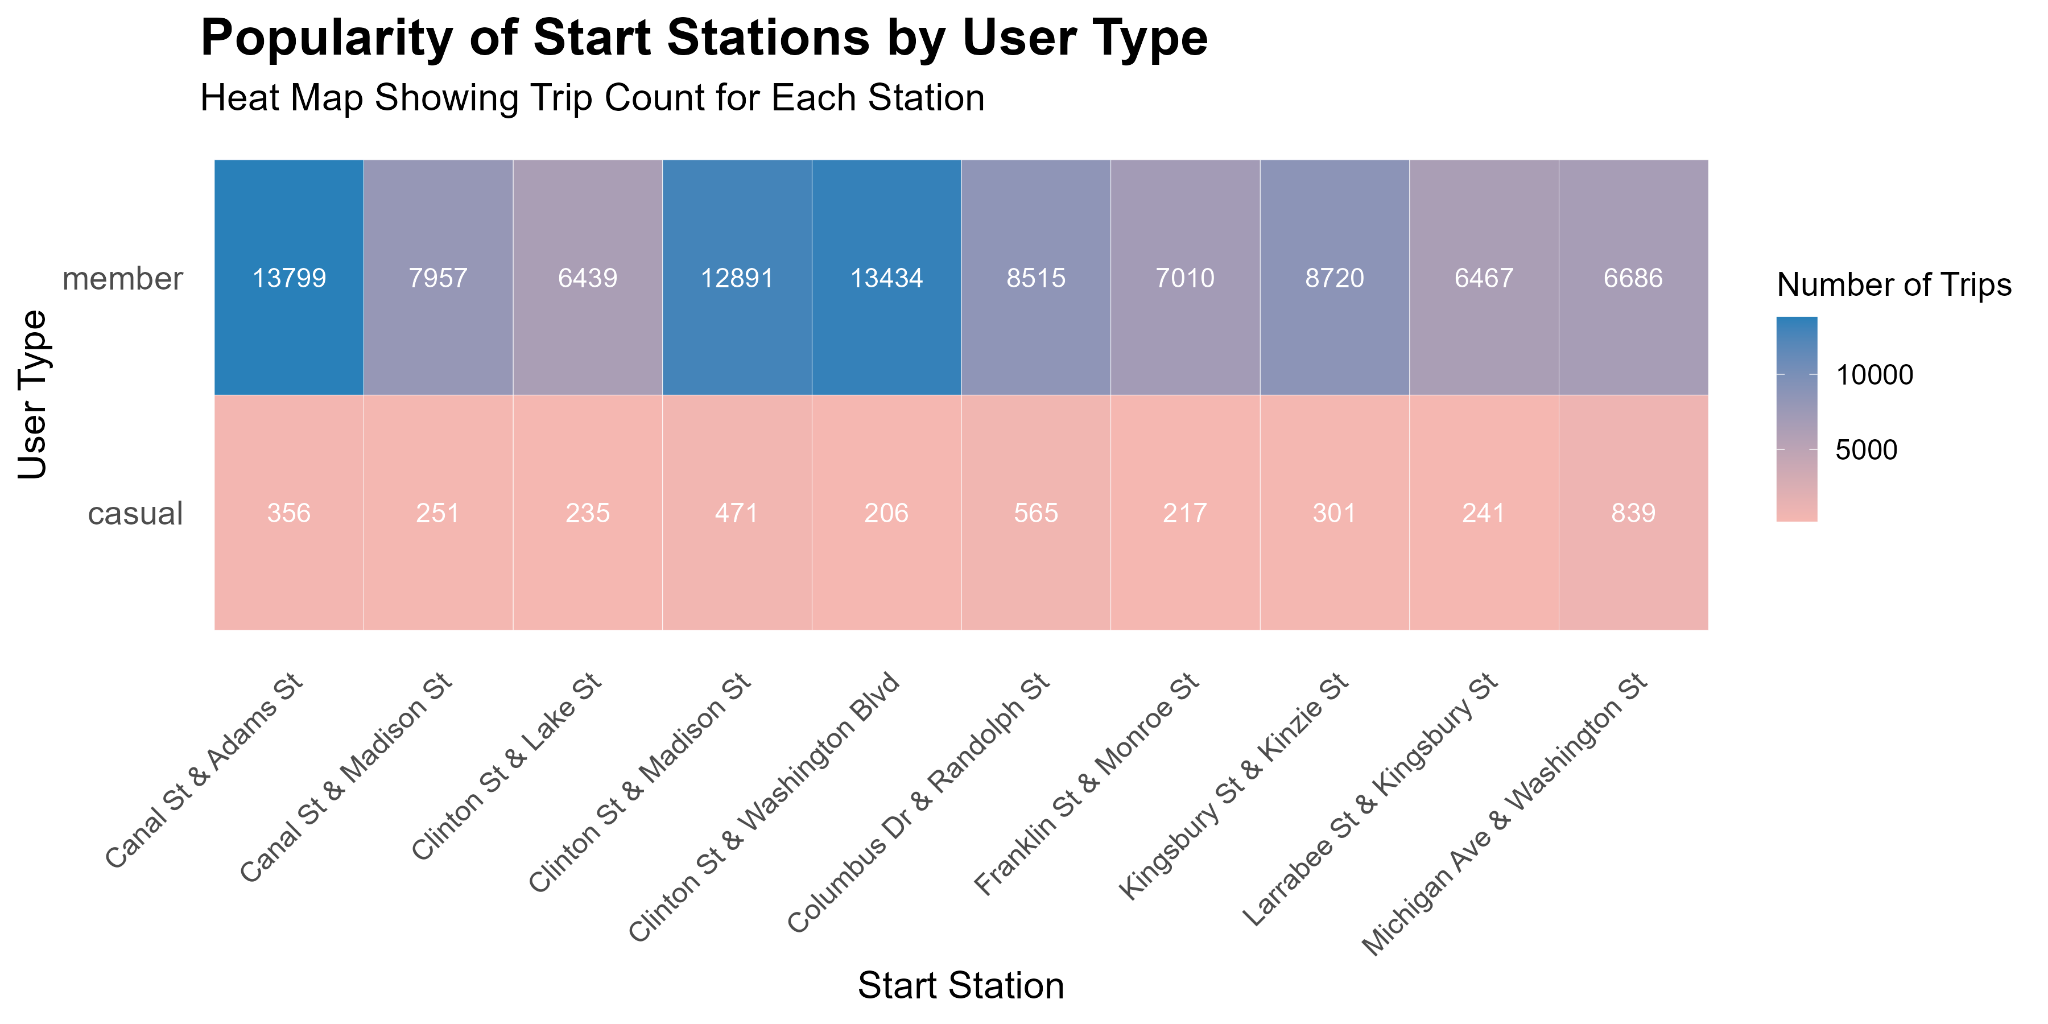 Popularity of Start Stations by User Type
Heat Map Showing Trip Count for Each Station
User Type
member
13799 7957 6439 12891 13434 8515 7010 8720 6467 6686
casual
356 251 235 471 206 565 217 301 241 839
Canal St & Adams St
Canal St & Madison St
Clinton St & Lake St
Clinton St & Madison St
Clinton St & Washington Blvd
Columbus Dr & Randolph St
Franklin St & Monroe St
Kingsbury St & Kinzie St
Larrabee St & Kingsbury St
Michigan Ave & Washington St
Start Station
Number of Trips
10000
5000